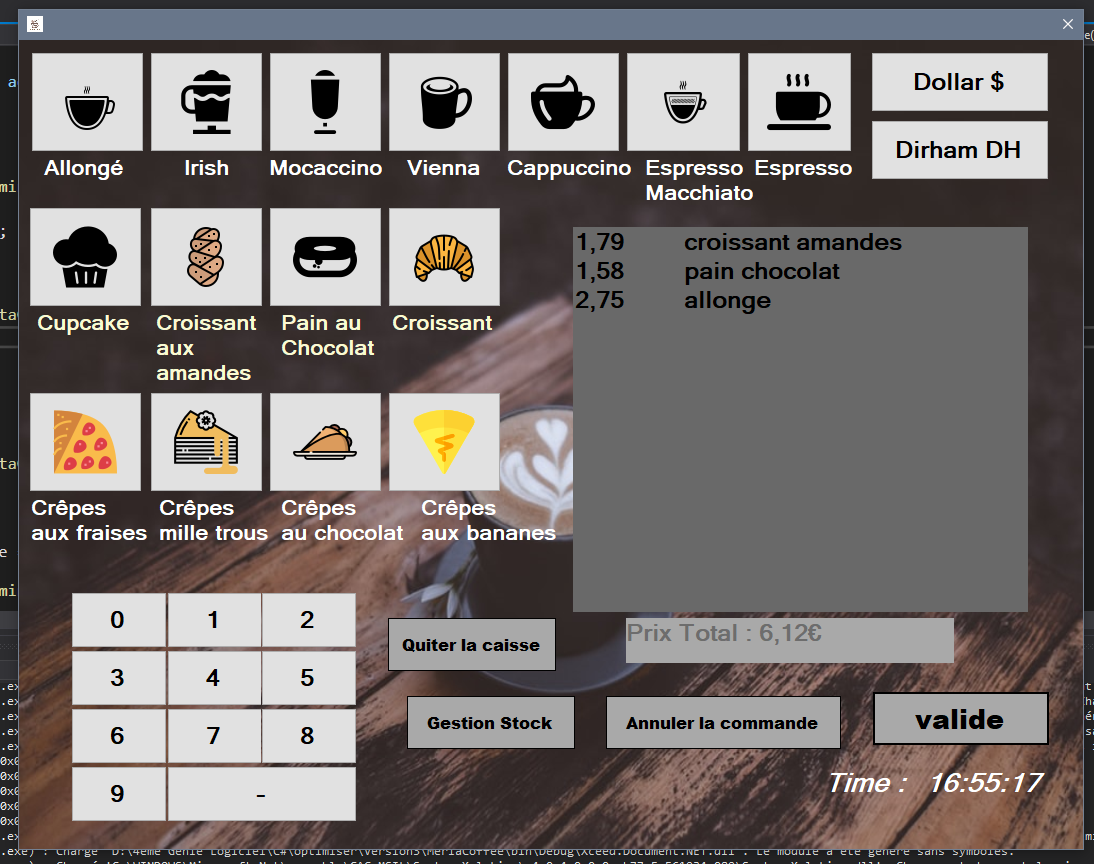 Dollar $
Dirham DH
Allongé
Irish
Mocaccino
Vienna
Cappuccino
Espresso
Macchiato
Espresso
Cupcake
Croissant
aux
amandes
Pain au
Chocolat
Croissant
1,79 croissant amandes
1,58 pain chocolat
2,75 allonge
Crêpes
aux fraises
Crêpes
mille trous
Crêpes
au chocolat
Crêpes
aux bananes
Prix Total : 6,12€
0 1 2
3 4 5
6 7 8
9 -
Quiter la caisse
Gestion Stock
Annuler la commande
valide
Time : 16:55:17